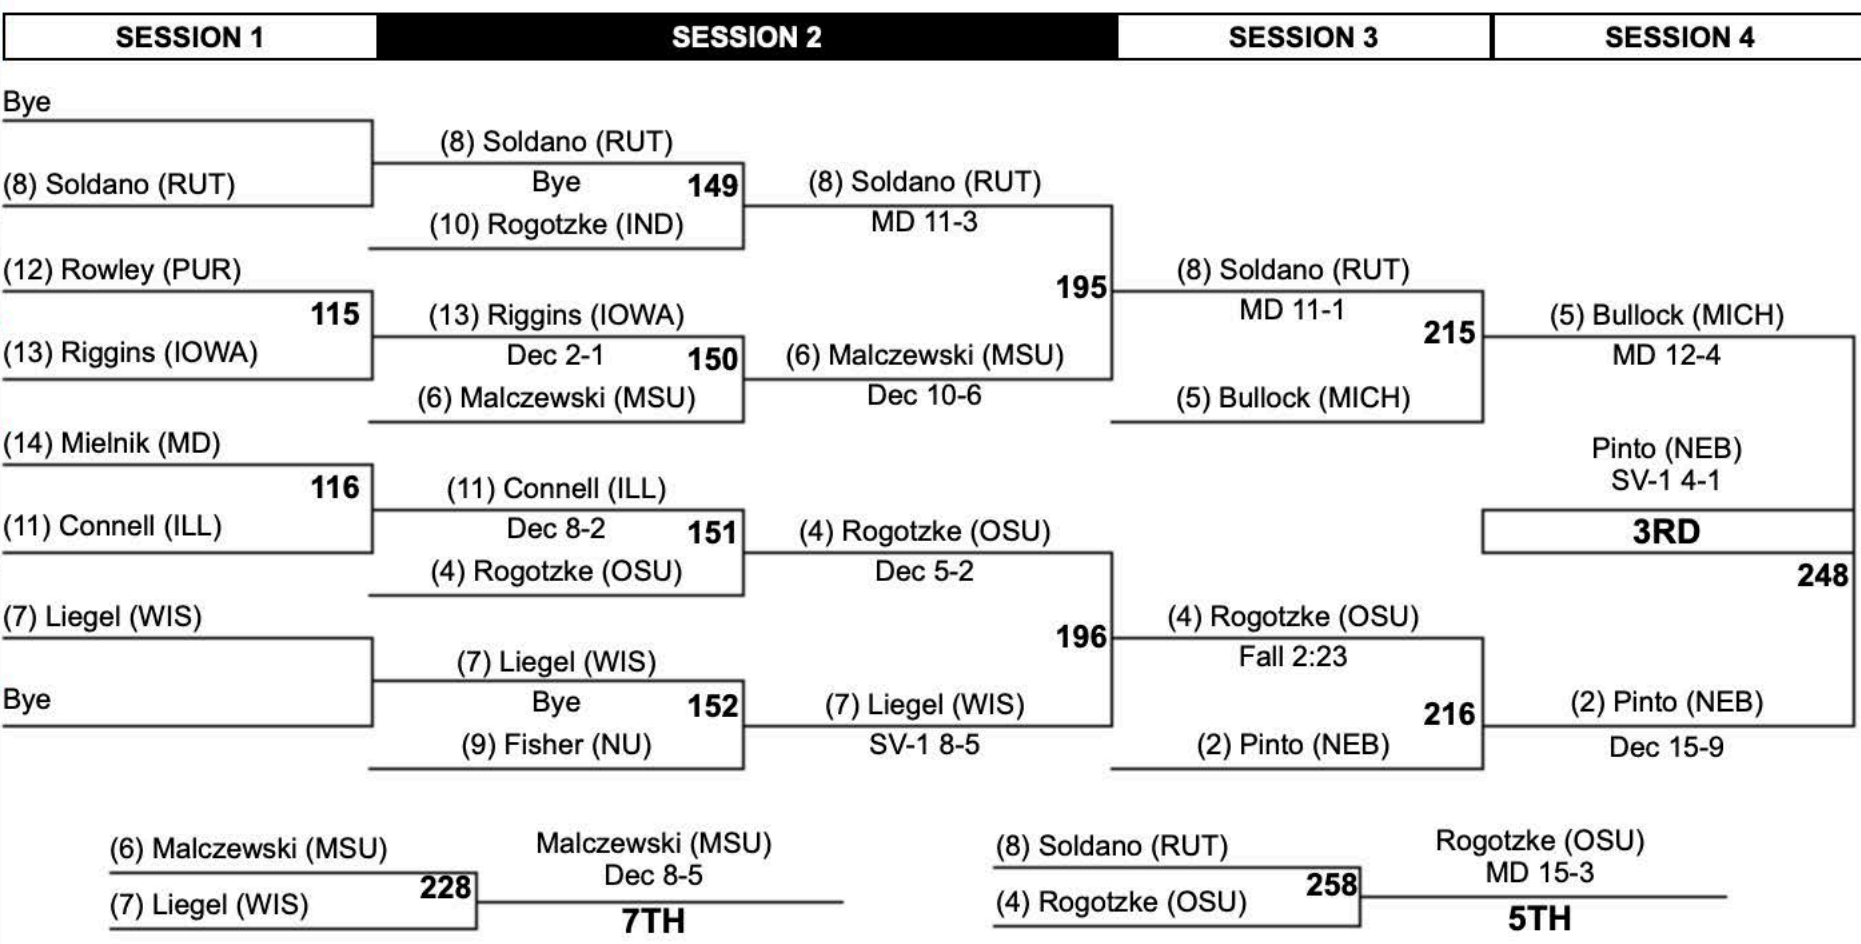 SESSION 1
SESSION 2
SESSION 3
SESSION 4
Bye
(8) Soldano (RUT)
(12) Rowley (PUR)
115
(13) Riggins (IOWA)
(14) Mielnik (MD)
116
(11) Connell (ILL)
(7) Liegel (WIS)
Bye
(8) Soldano (RUT)
Bye
149
(10) Rogotzke (IND)
(13) Riggins (IOWA)
Dec 2-1
150
(6) Malczewski (MSU)
(11) Connell (ILL)
Dec 8-2
151
(4) Rogotzke (OSU)
(7) Liegel (WIS)
Bye
152
(9) Fisher (NU)
(8) Soldano (RUT)
MD 11-3
195
(6) Malczewski (MSU)
Dec 10-6
(4) Rogotzke (OSU)
Dec 5-2
196
(7) Liegel (WIS)
SV-1 8-5
(8) Soldano (RUT)
MD 11-1
215
(5) Bullock (MICH)
(4) Rogotzke (OSU)
Fall 2:23
216
(2) Pinto (NEB)
(5) Bullock (MICH)
MD 12-4
Pinto (NEB)
SV-1 4-1
3RD
248
(2) Pinto (NEB)
Dec 15-9
(6) Malczewski (MSU)
228
(7) Liegel (WIS)
Malczewski (MSU)
Dec 8-5
7TH
(8) Soldano (RUT)
258
(4) Rogotzke (OSU)
Rogotzke (OSU)
MD 15-3
5TH